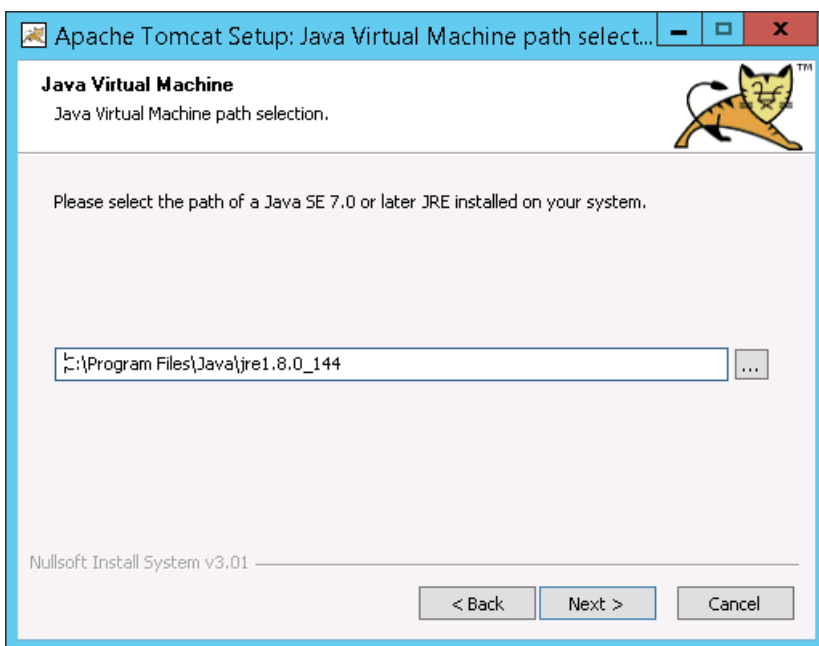 Apache Tomcat Setup: Java Virtual Machine path select...
Java Virtual Machine
Java Virtual Machine path selection.
TM
Please select the path of a Java SE 7.0 or later JRE installed on your system.
C:\Program Files\Java\jre1.8.0_144
...
Nullsoft Install System v3.01
< Back
Next >
Cancel